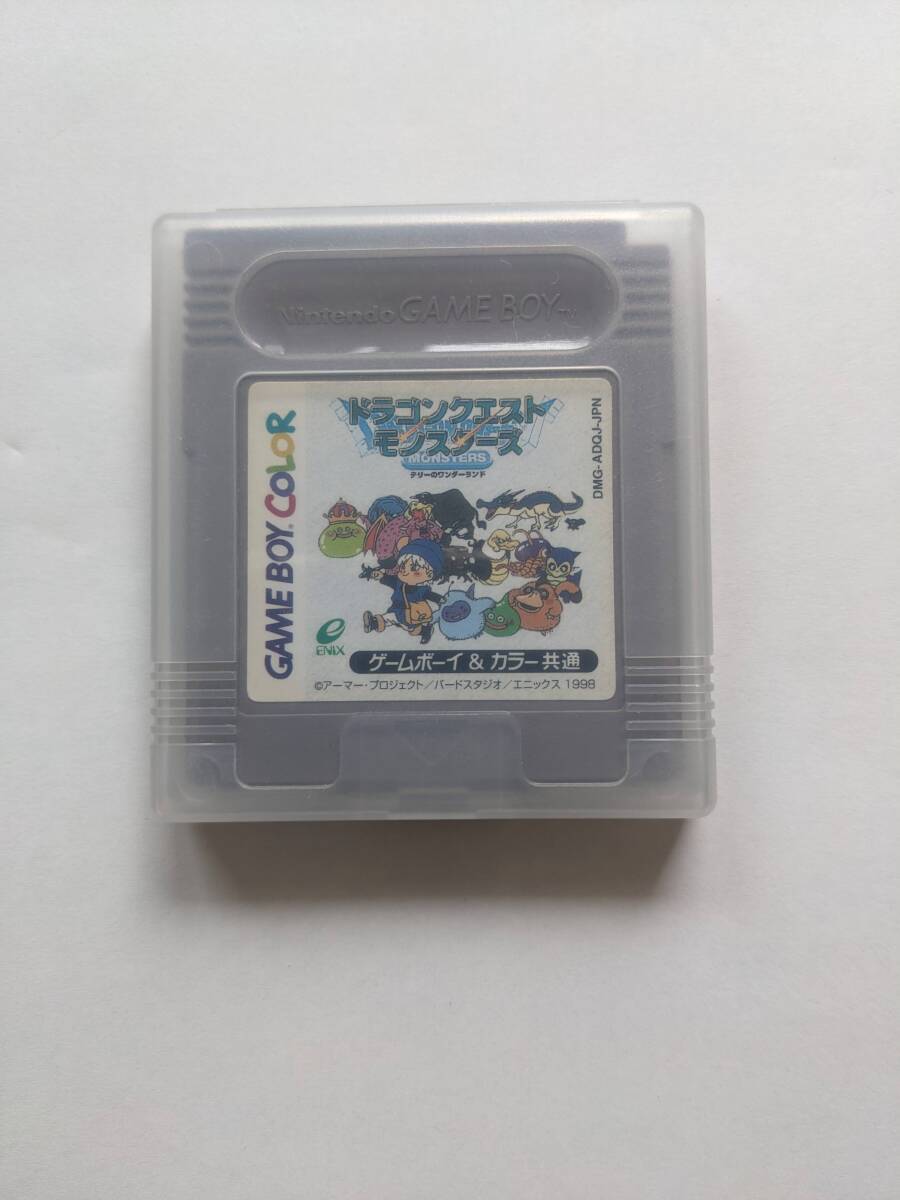 Nintendo GAME BOY™
GAME BOY COLOR
ドラゴンクエスト
モンスターズ
MONSTERS
テリーのワンダーランド
DMG-ADQJ-JPN
ENIX
ゲームボーイ & カラー共通
©アーマー・プロジェクト/バードスタジオ/エニックス 1998